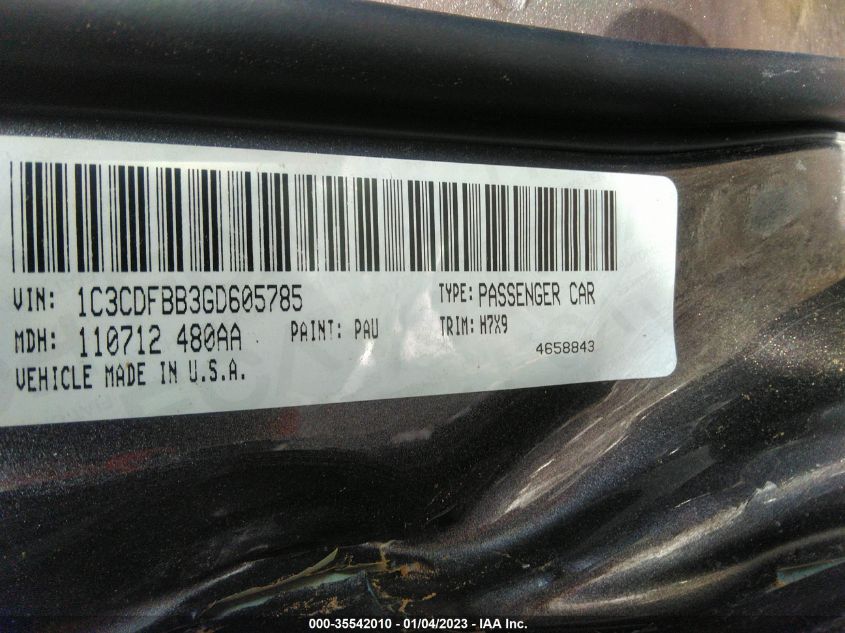 VIN: 1C3CDFBB3GD605785 TYPE: PASSENGER CAR
MDH: 110712 480AA PAINT: PAU TRIM: H7X9
4658843
VEHICLE MADE IN U.S.A.
000-35542010 - 01/04/2023 - IAA Inc.